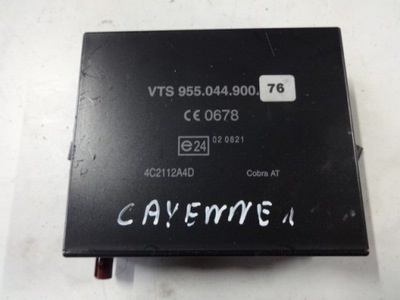 VTS 955.044.900. 76
CE 0678
e24 02 0821
4C2112A4D Cobra AT
CAYENNE 1